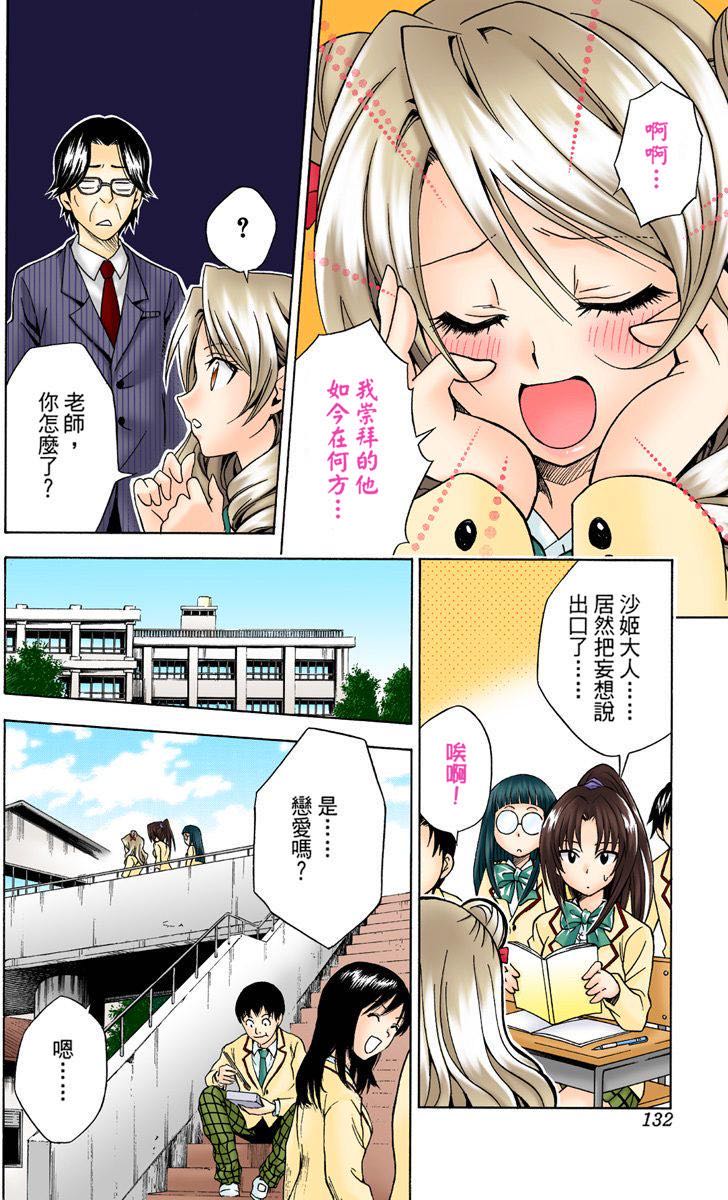 啊啊…
我崇拜的他
如今在何方…
?
老師，
你怎麼了?
沙姬大人……
居然把妄想說
出口了……
唉啊!
是……
戀愛嗎?
嗯……
132